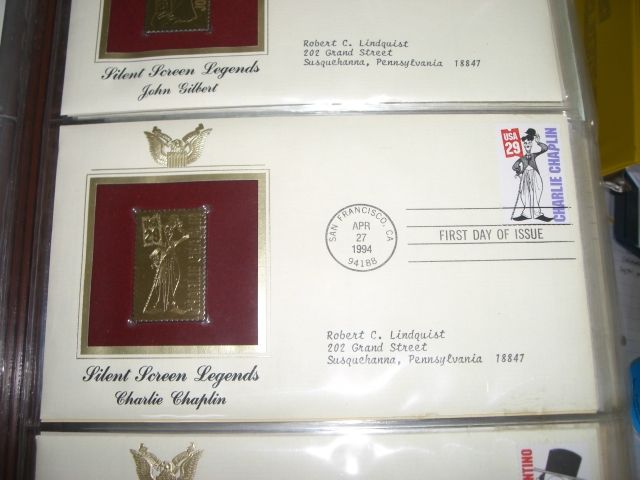 Robert C. Lindquist
202 Grand Street
Susquehanna, Pennsylvania 18847
Silent Screen Legends
John Gilbert
USA
29
CHARLIE CHAPLIN
SAN FRANCISCO, CA
APR
27
1994
94188
FIRST DAY OF ISSUE
Robert C. Lindquist
202 Grand Street
Susquehanna, Pennsylvania 18847
Silent Screen Legends
Charlie Chaplin
NTINO